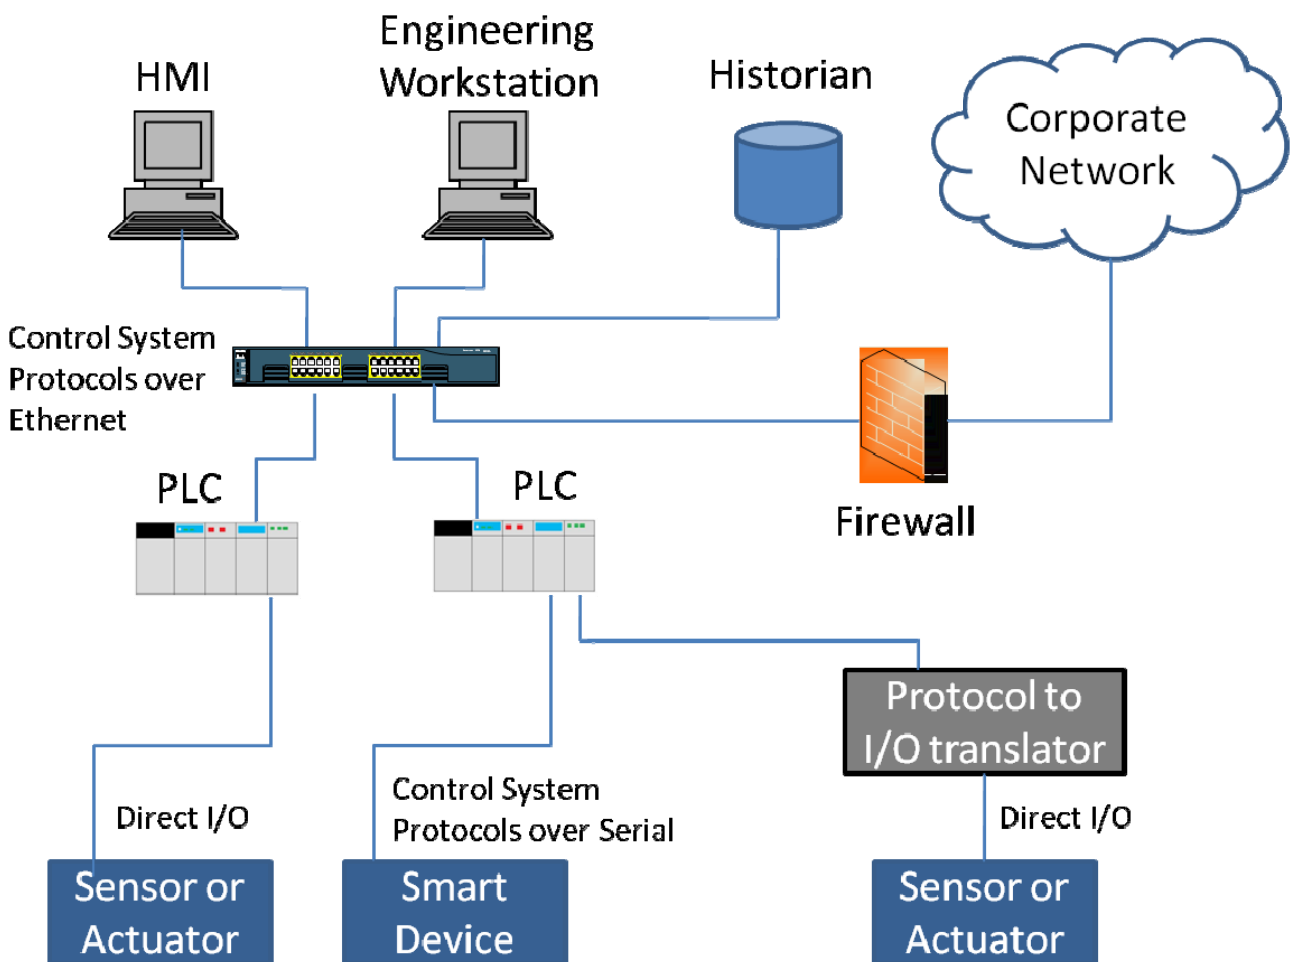 HMI
Engineering
Workstation
Historian
Corporate
Network
Control System
Protocols over
Ethernet
PLC
PLC
Firewall
Protocol to
I/O translator
Direct I/O
Control System
Protocols over Serial
Direct I/O
Sensor or
Actuator
Smart
Device
Sensor or
Actuator